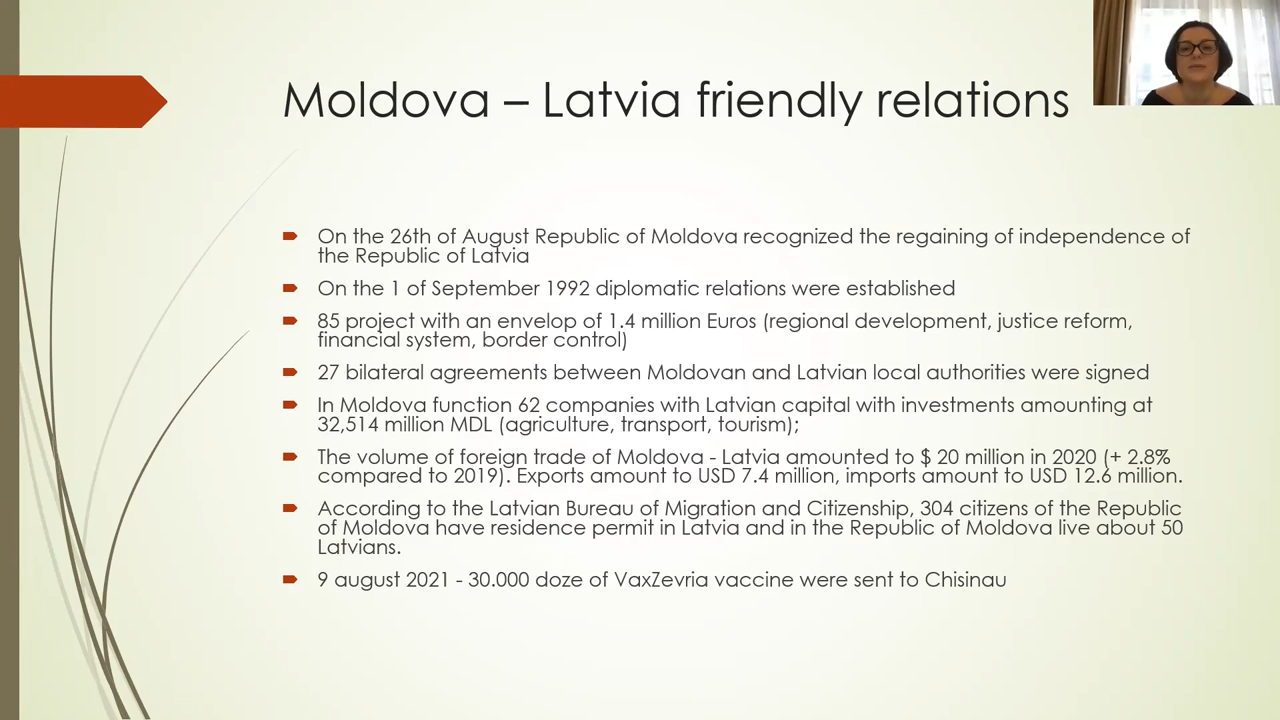 Moldova – Latvia friendly relations
On the 26th of August Republic of Moldova recognized the regaining of independence of
the Republic of Latvia
On the 1 of September 1992 diplomatic relations were established
85 project with an envelop of 1.4 million Euros (regional development, justice reform,
financial system, border control)
27 bilateral agreements between Moldovan and Latvian local authorities were signed
In Moldova function 62 companies with Latvian capital with investments amounting at
32,514 million MDL (agriculture, transport, tourism);
The volume of foreign trade of Moldova - Latvia amounted to $ 20 million in 2020 (+ 2.8%
compared to 2019). Exports amount to USD 7.4 million, imports amount to USD 12.6 million.
According to the Latvian Bureau of Migration and Citizenship, 304 citizens of the Republic
of Moldova have residence permit in Latvia and in the Republic of Moldova live about 50
Latvians.
9 august 2021 - 30.000 doze of VaxZevria vaccine were sent to Chisinau